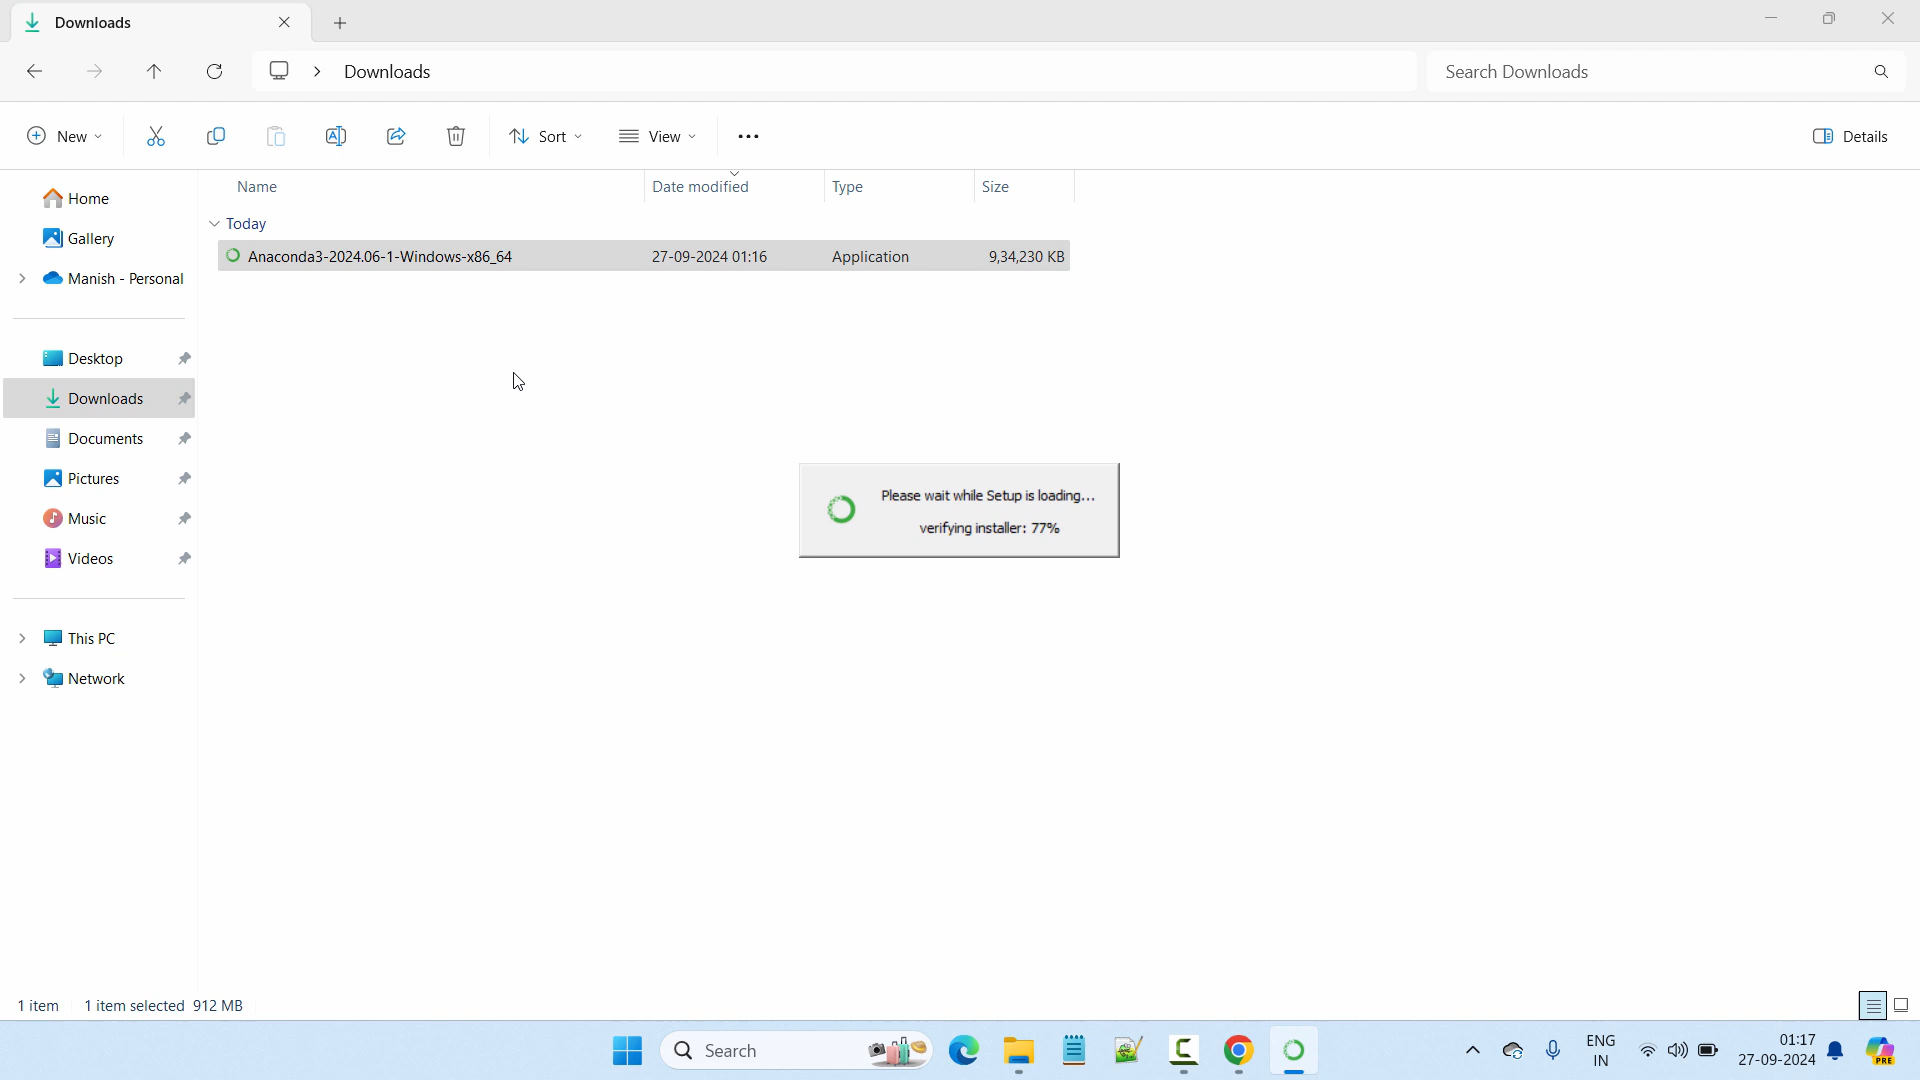 Downloads
Downloads
Search Downloads
New
Sort
View
Details
Home
Gallery
Manish - Personal
Desktop
Downloads
Documents
Pictures
Music
Videos
This PC
Network
Name Date modified Type Size
Today
Anaconda3-2024.06-1-Windows-x86_64 27-09-2024 01:16 Application 9,34,230 KB
Please wait while Setup is loading...
verifying installer: 77%
1 item 1 item selected 912 MB
Search
ENG
IN
01:17
27-09-2024
PRE